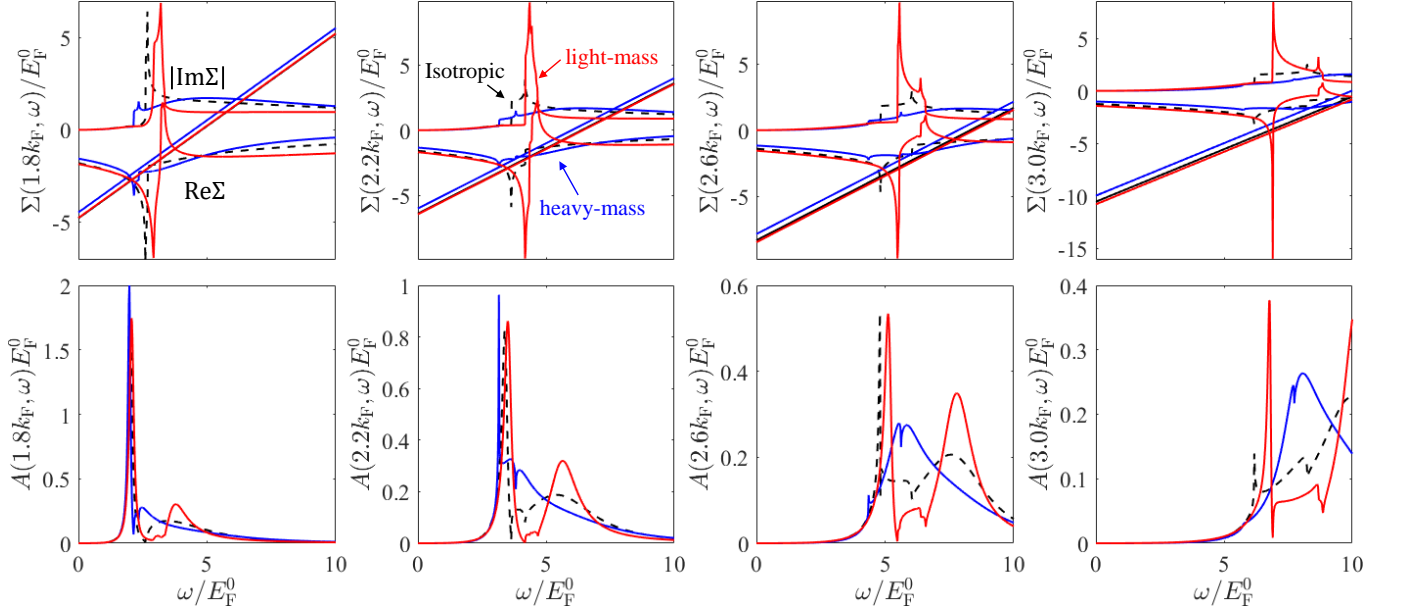 Σ(1.8k_F, ω)/E_F^0
5
0
-5
|ImΣ|
ReΣ
Σ(2.2k_F, ω)/E_F^0
5
0
-5
Isotropic
light-mass
heavy-mass
Σ(2.6k_F, ω)/E_F^0
5
0
-5
Σ(3.0k_F, ω)/E_F^0
5
0
-5
-10
-15
A(1.8k_F, ω)E_F^0
2
1.5
1
0.5
0
0 5 10
ω/E_F^0
A(2.2k_F, ω)E_F^0
1
0.8
0.6
0.4
0.2
0
0 5 10
ω/E_F^0
A(2.6k_F, ω)E_F^0
0.6
0.4
0.2
0
0 5 10
ω/E_F^0
A(3.0k_F, ω)E_F^0
0.4
0.3
0.2
0.1
0
0 5 10
ω/E_F^0